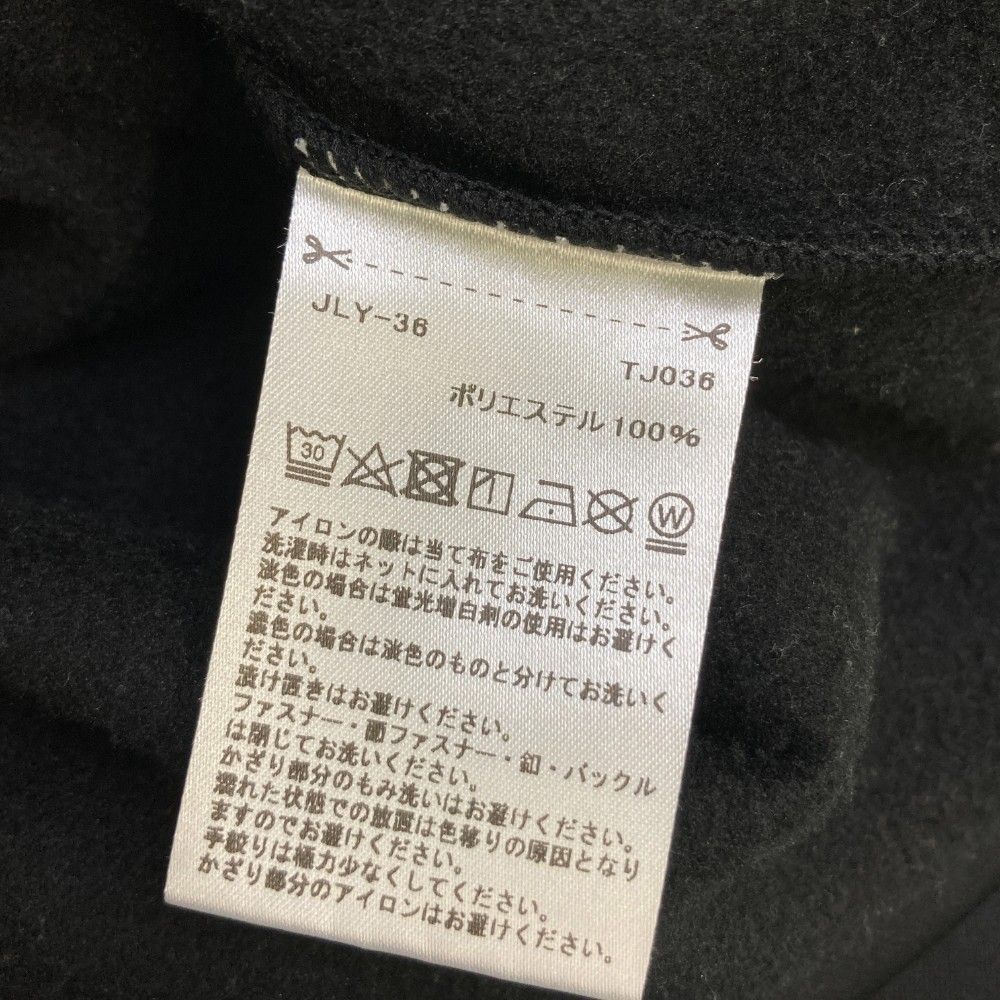 JLY-36
TJ036
ポリエステル 100%
30
W
アイロンの際は当て布をご使用ください。
洗濯時はネットに入れてお洗いください。
淡色の場合は蛍光増白剤の使用はお避けく
ださい。
濃色の場合は淡色のものと分けてお洗いく
ださい。
漬け置きはお避けください。
ファスナー・面ファスナー・釦・バックル
は閉じてお洗いください。
かざり部分のもみ洗いはお避けください。
濡れた状態での放置は色移りの原因となり
ますのでお避けください。
手絞りは極力少なくしてください。
かざり部分のアイロンはお避けください。